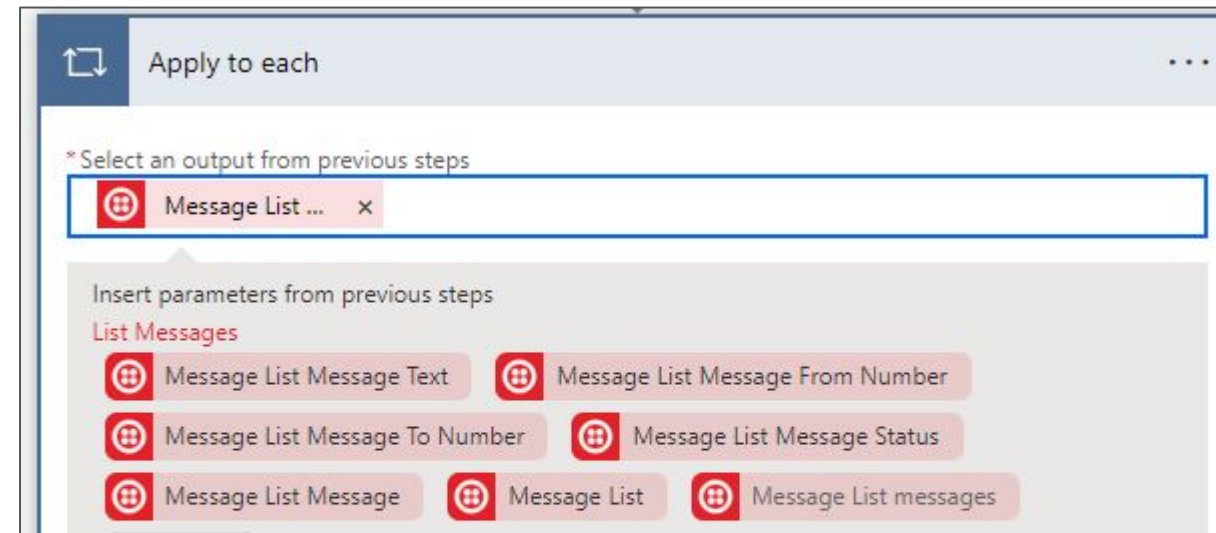 Apply to each
* Select an output from previous steps
Message List ... ×
Insert parameters from previous steps
List Messages
Message List Message Text Message List Message From Number
Message List Message To Number Message List Message Status
Message List Message Message List Message List messages